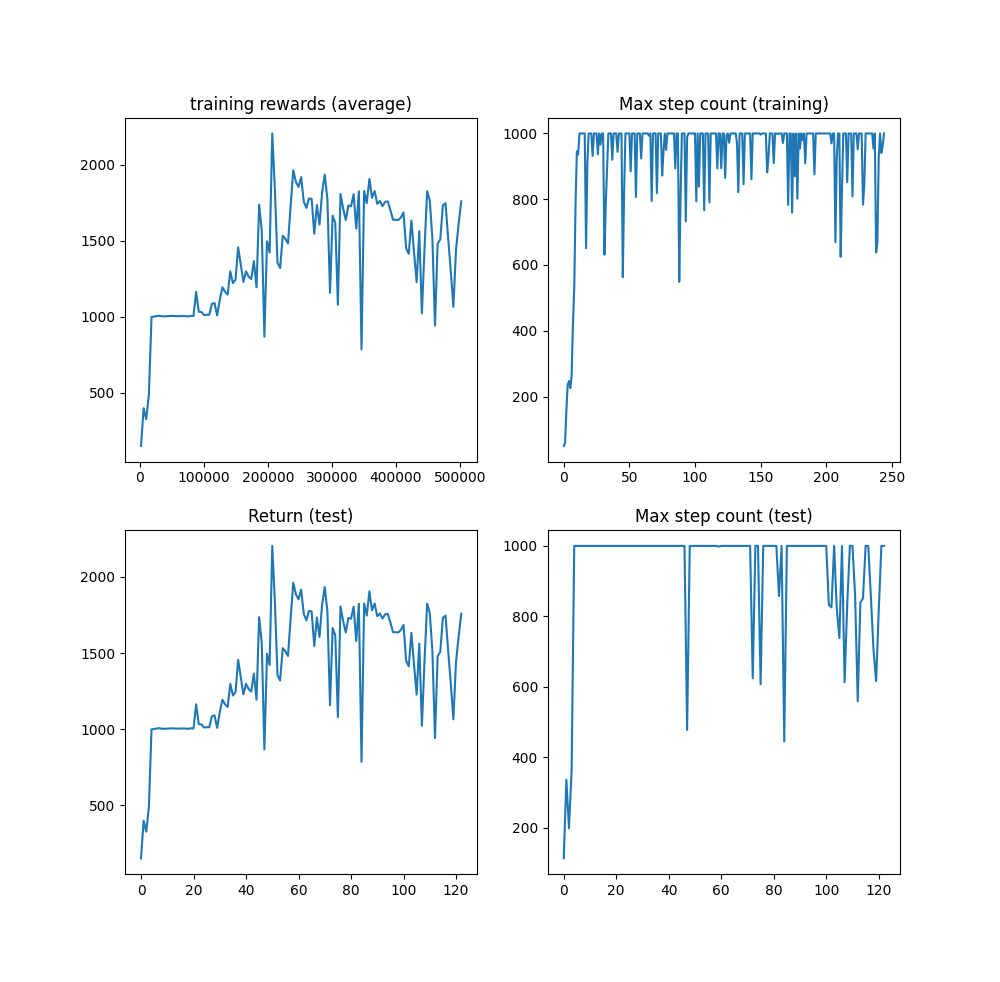 training rewards (average)
2000
1500
1000
500
0 100000 200000 300000 400000 500000
Max step count (training)
1000
800
600
400
200
0 50 100 150 200 250
Return (test)
2000
1500
1000
500
0 20 40 60 80 100 120
Max step count (test)
1000
800
600
400
200
0 20 40 60 80 100 120